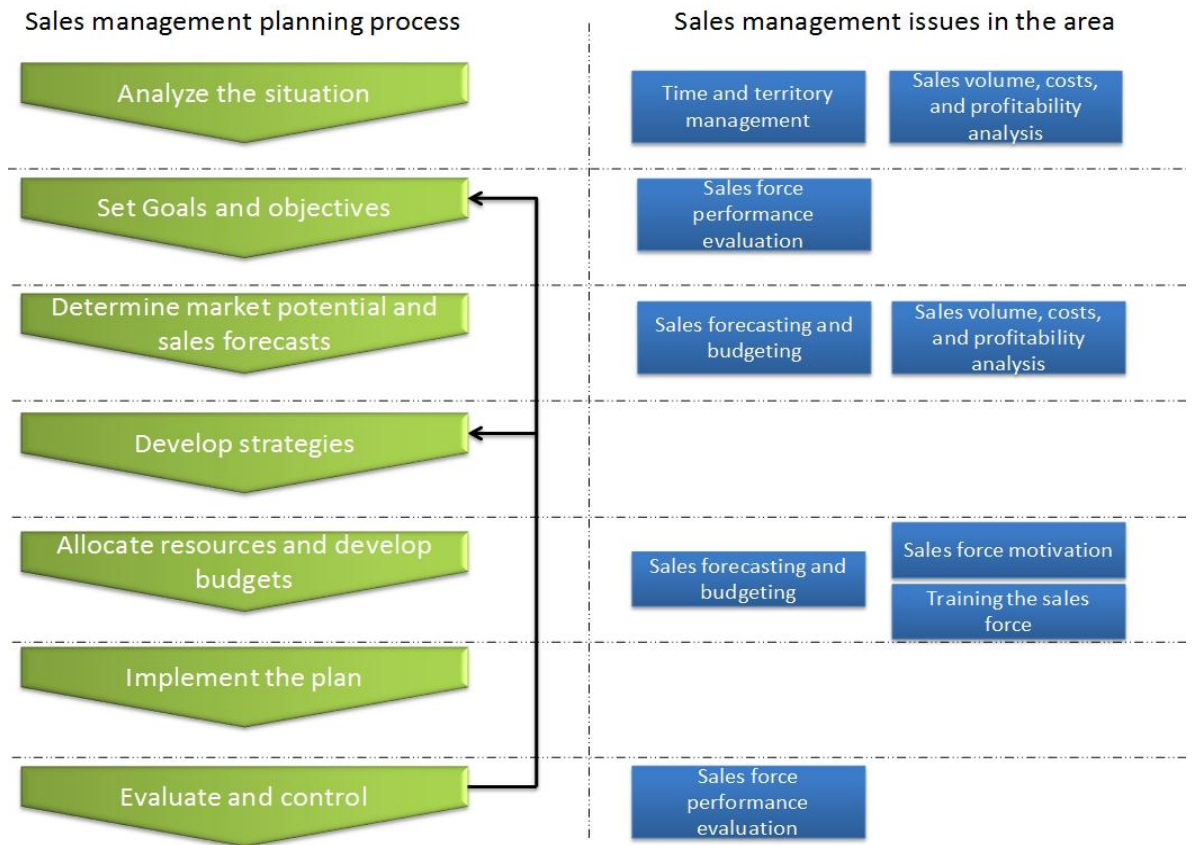 Sales management planning process
Sales management issues in the area
Analyze the situation
Time and territory
management
Sales volume, costs,
and profitability
analysis
Set Goals and objectives
Sales force
performance
evaluation
Determine market potential and
sales forecasts
Sales forecasting and
budgeting
Sales volume, costs,
and profitability
analysis
Develop strategies
Allocate resources and develop
budgets
Sales forecasting and
budgeting
Sales force motivation
Training the sales
force
Implement the plan
Evaluate and control
Sales force
performance
evaluation